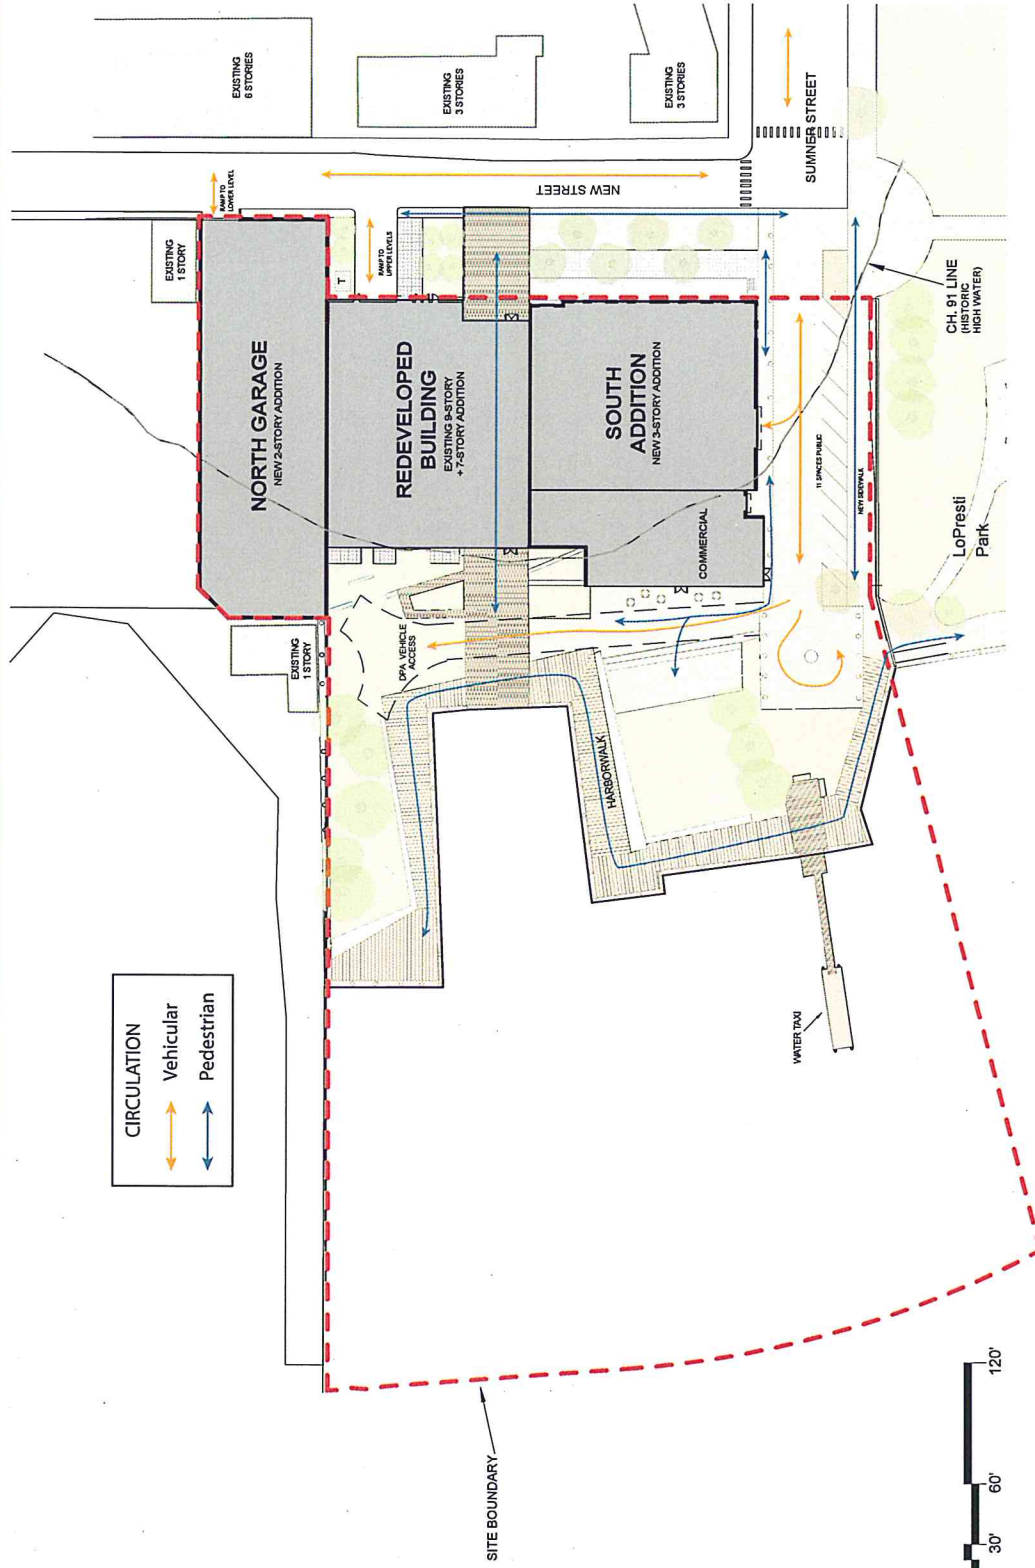 CIRCULATION
Vehicular
Pedestrian
EXISTING
6 STORIES
EXISTING
3 STORIES
EXISTING
3 STORIES
SUMNER STREET
NEW STREET
RAMP TO
LOWER LEVEL
RAMP TO
UPPER LEVELS
T
EXISTING
1 STORY
NORTH GARAGE
NEW 2-STORY ADDITION
REDEVELOPED
BUILDING
EXISTING 9-STORY
+ 7-STORY ADDITION
SOUTH
ADDITION
NEW 3-STORY ADDITION
COMMERCIAL
11 SPACES PUBLIC
NEW SIDEWALK
CH. 91 LINE
(HISTORIC
HIGH WATER)
LoPresti
Park
EXISTING
1 STORY
DPA VEHICLE
ACCESS
HARBORWALK
WATER TAXI
SITE BOUNDARY
30'
60'
120'